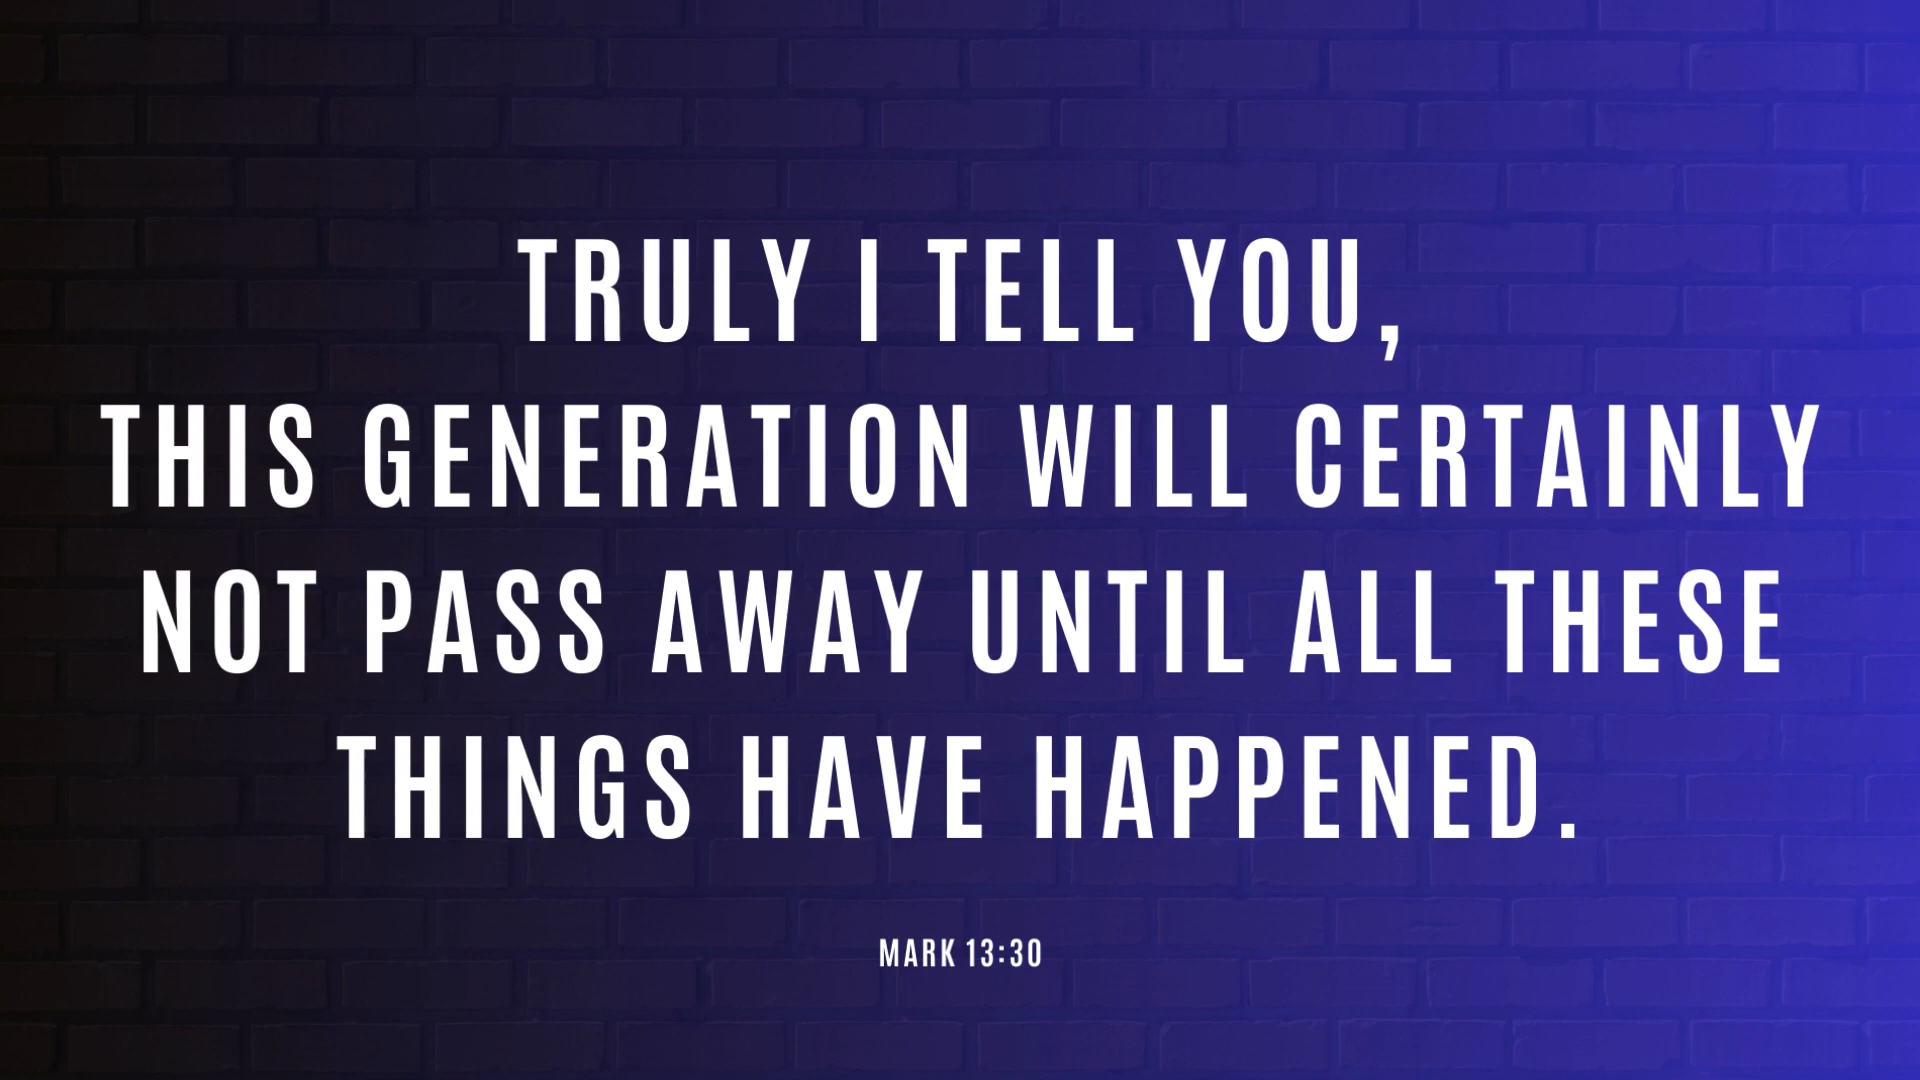 TRULY I TELL YOU,
THIS GENERATION WILL CERTAINLY
NOT PASS AWAY UNTIL ALL THESE
THINGS HAVE HAPPENED.
MARK 13:30